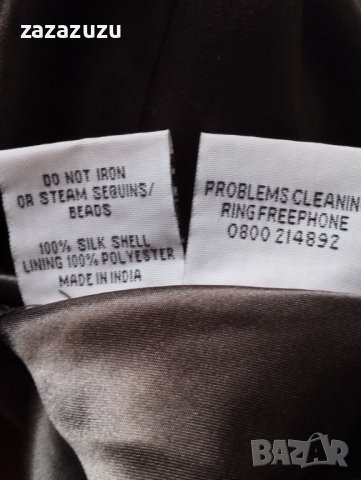 zazazuzu
DO NOT IRON
OR STEAM SEQUINS/
BEADS
100% SILK SHELL
LINING 100% POLYESTER
MADE IN INDIA
PROBLEMS CLEANIN
RING FREEPHONE
0800 214892
BAZAR